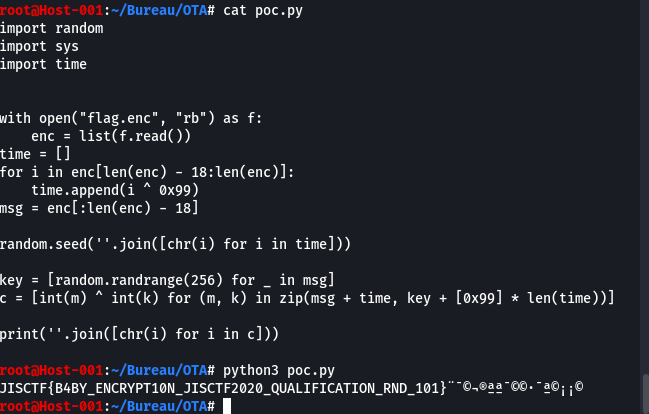 root@Host-001:~/Bureau/OTA# cat poc.py
import random
import sys
import time
with open("flag.enc", "rb") as f:
enc = list(f.read())
time = []
for i in enc[len(enc) - 18:len(enc)]:
time.append(i ^ 0x99)
msg = enc[:len(enc) - 18]
random.seed(''.join([chr(i) for i in time]))
key = [random.randrange(256) for _ in msg]
c = [int(m) ^ int(k) for (m, k) in zip(msg + time, key + [0x99] * len(time))]
print(''.join([chr(i) for i in c]))
root@Host-001:~/Bureau/OTA# python3 poc.py
JISCTF{B4BY_ENCRYPT10N_JISCTF2020_QUALIFICATION_RND_101}¨¯©¬®ªª¯©©·¯ª©¡¡©
root@Host-001:~/Bureau/OTA#